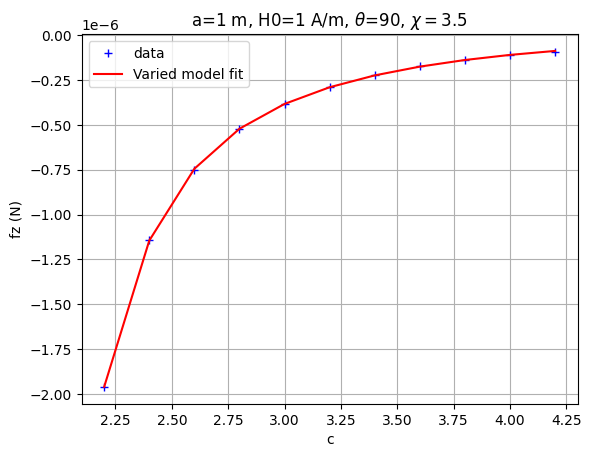 a=1 m, H0=1 A/m, θ=90, χ = 3.5
1e−6
data
Varied model fit
0.00
−0.25
−0.50
−0.75
−1.00
−1.25
−1.50
−1.75
−2.00
fz (N)
2.25 2.50 2.75 3.00 3.25 3.50 3.75 4.00 4.25
c